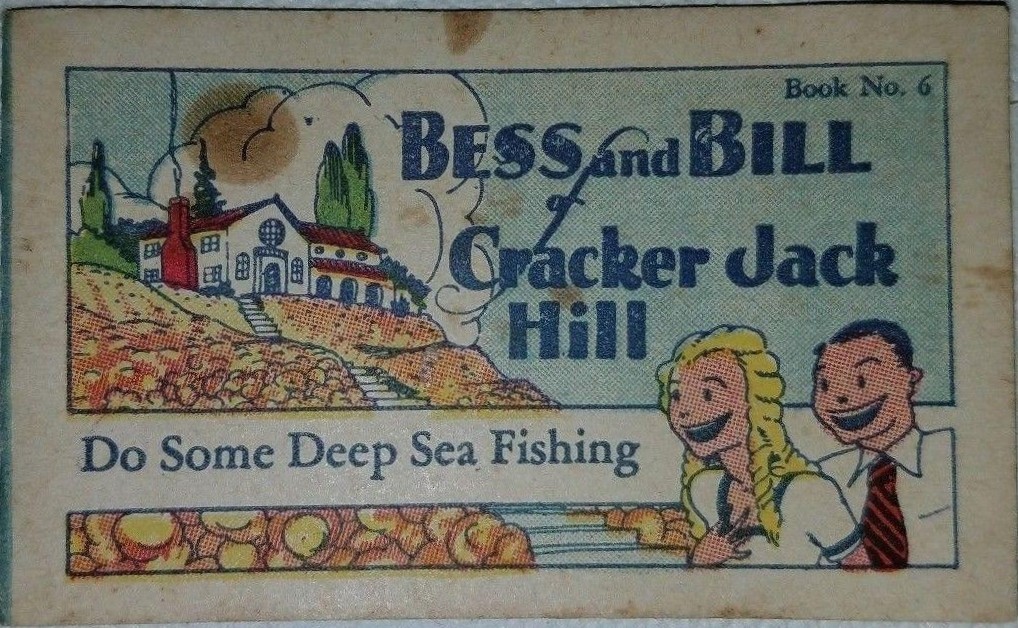 Book No. 6
BESS and BILL
of
Cracker Jack
Hill
Do Some Deep Sea Fishing